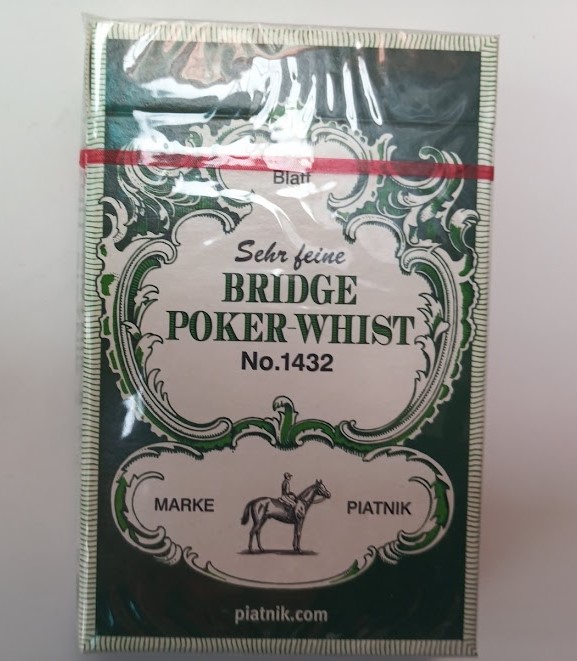 Blatt
Sehr feine
BRIDGE
POKER-WHIST
No.1432
MARKE PIATNIK
piatnik.com